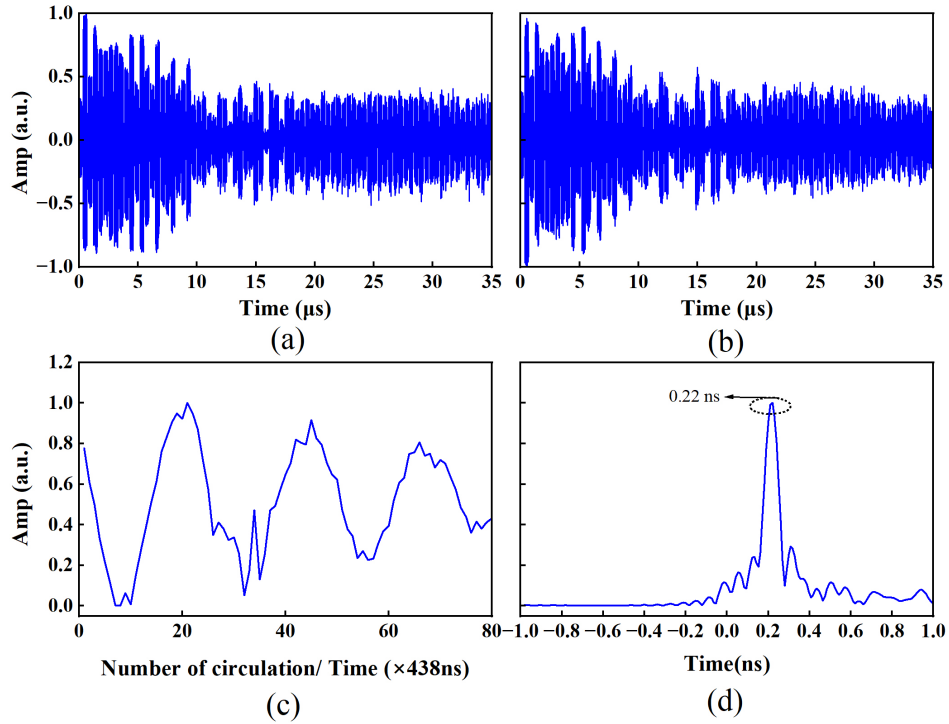 1.0
0.5
0.0
−0.5
−1.0
Amp (a.u.)
0 5 10 15 20 25 30 35
Time (μs)
(a)
0 5 10 15 20 25 30 35
Time (μs)
(b)
1.2
1.0
0.8
0.6
0.4
0.2
0.0
Amp (a.u.)
0 20 40 60 80
Number of circulation/ Time (×438ns)
(c)
0.22 ns
−1.0 −0.8 −0.6 −0.4 −0.2 0.0 0.2 0.4 0.6 0.8 1.0
Time(ns)
(d)